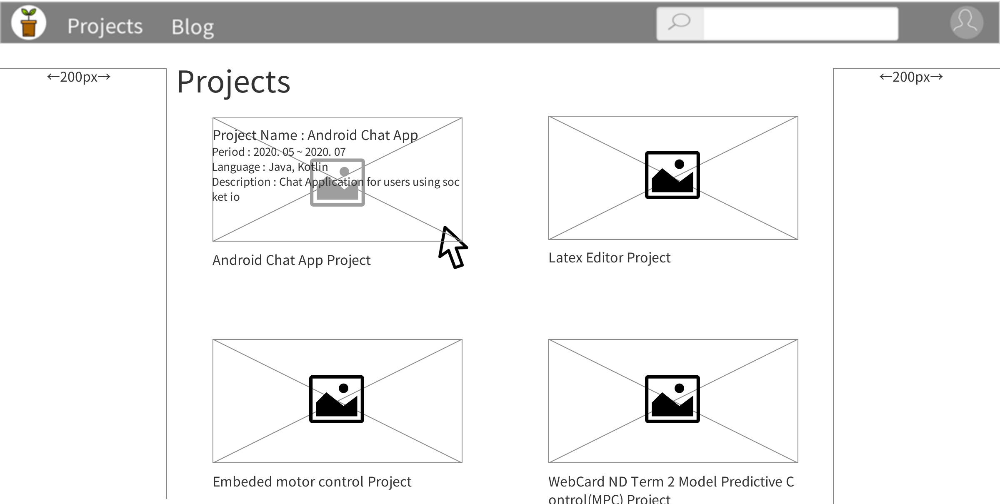 Projects Blog
←200px→
Projects
←200px→
Project Name : Android Chat App
Period : 2020. 05 ~ 2020. 07
Language : Java, Kotlin
Description : Chat Application for users using soc
ket io
Android Chat App Project
Latex Editor Project
Embeded motor control Project
WebCard ND Term 2 Model Predictive C
ontrol(MPC) Project